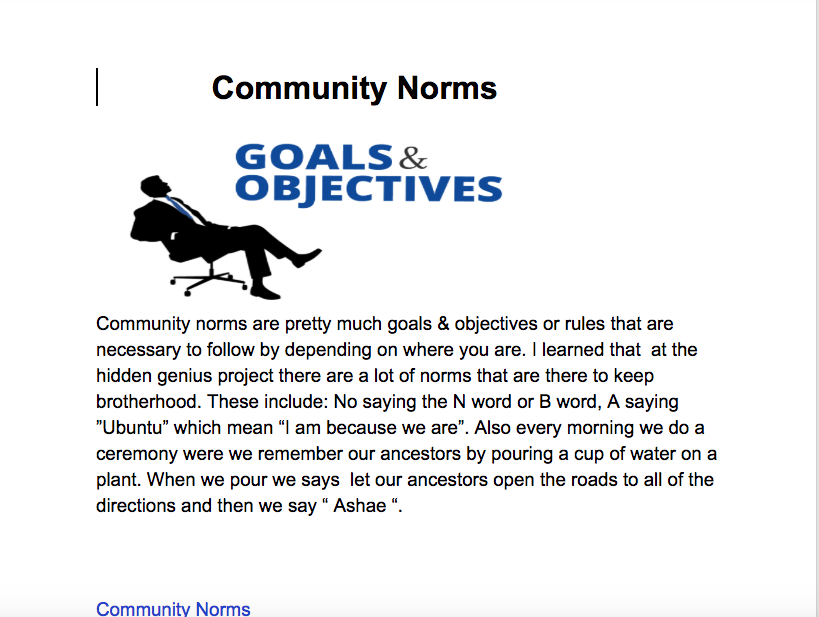 Community Norms
GOALS &
OBJECTIVES
Community norms are pretty much goals & objectives or rules that are
necessary to follow by depending on where you are. I learned that  at the
hidden genius project there are a lot of norms that are there to keep
brotherhood. These include: No saying the N word or B word, A saying
”Ubuntu” which mean “I am because we are”. Also every morning we do a
ceremony were we remember our ancestors by pouring a cup of water on a
plant. When we pour we says  let our ancestors open the roads to all of the
directions and then we say “ Ashae “.
Community Norms